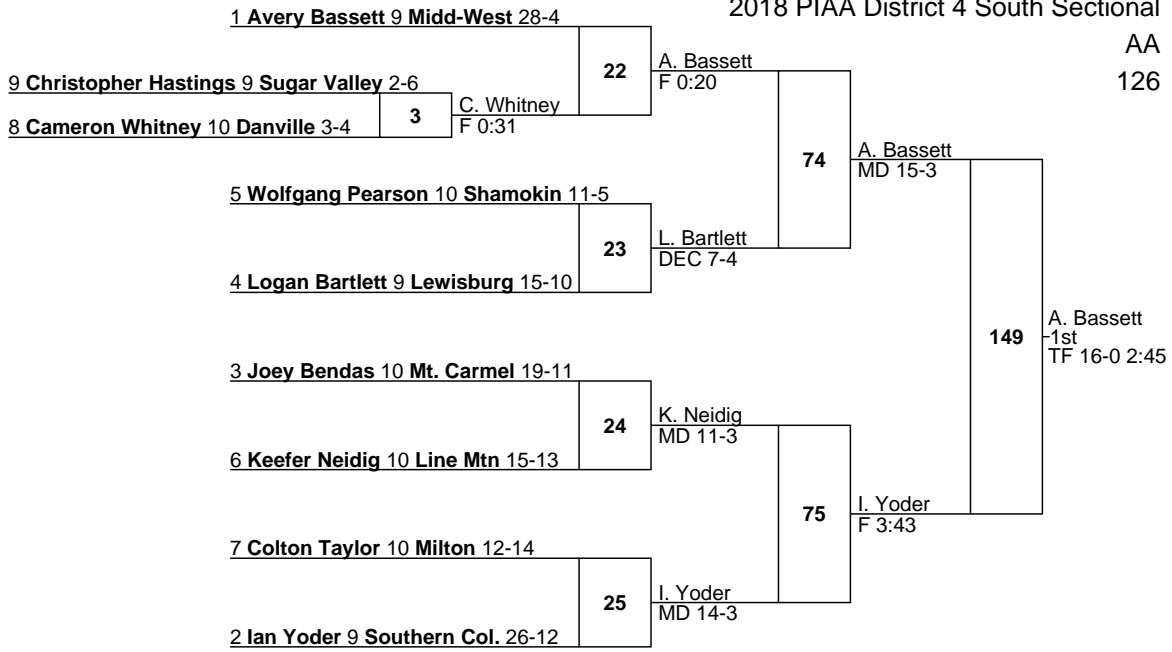 2018 PIAA District 4 South Sectional
AA
126
1 Avery Bassett 9 Midd-West 28-4
22
A. Bassett
F 0:20
9 Christopher Hastings 9 Sugar Valley 2-6
3
C. Whitney
F 0:31
8 Cameron Whitney 10 Danville 3-4
74
A. Bassett
MD 15-3
5 Wolfgang Pearson 10 Shamokin 11-5
23
L. Bartlett
DEC 7-4
4 Logan Bartlett 9 Lewisburg 15-10
149
A. Bassett
1st
TF 16-0 2:45
3 Joey Bendas 10 Mt. Carmel 19-11
24
K. Neidig
MD 11-3
6 Keefer Neidig 10 Line Mtn 15-13
75
I. Yoder
F 3:43
7 Colton Taylor 10 Milton 12-14
25
I. Yoder
MD 14-3
2 Ian Yoder 9 Southern Col. 26-12